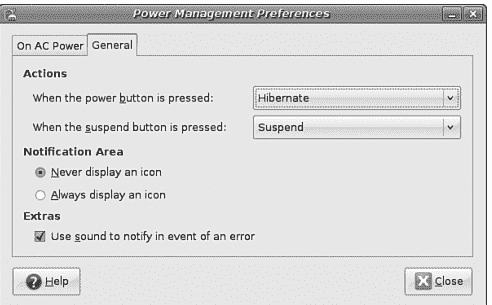 Power Management Preferences
On AC Power General
Actions
When the power button is pressed: Hibernate
When the suspend button is pressed: Suspend
Notification Area
Never display an icon
Always display an icon
Extras
Use sound to notify in event of an error
Help Close